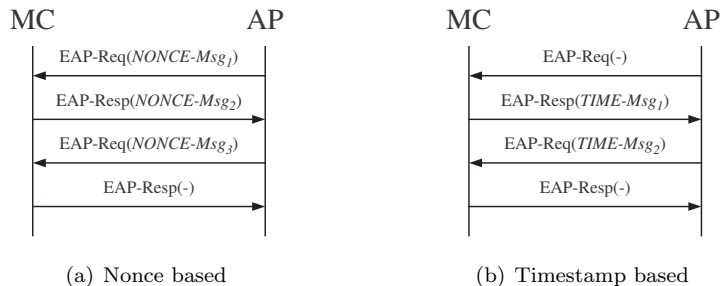 MC AP
EAP-Req(NONCE-Msg1)
EAP-Resp(NONCE-Msg2)
EAP-Req(NONCE-Msg3)
EAP-Resp(-)
(a) Nonce based
MC AP
EAP-Req(-)
EAP-Resp(TIME-Msg1)
EAP-Req(TIME-Msg2)
EAP-Resp(-)
(b) Timestamp based